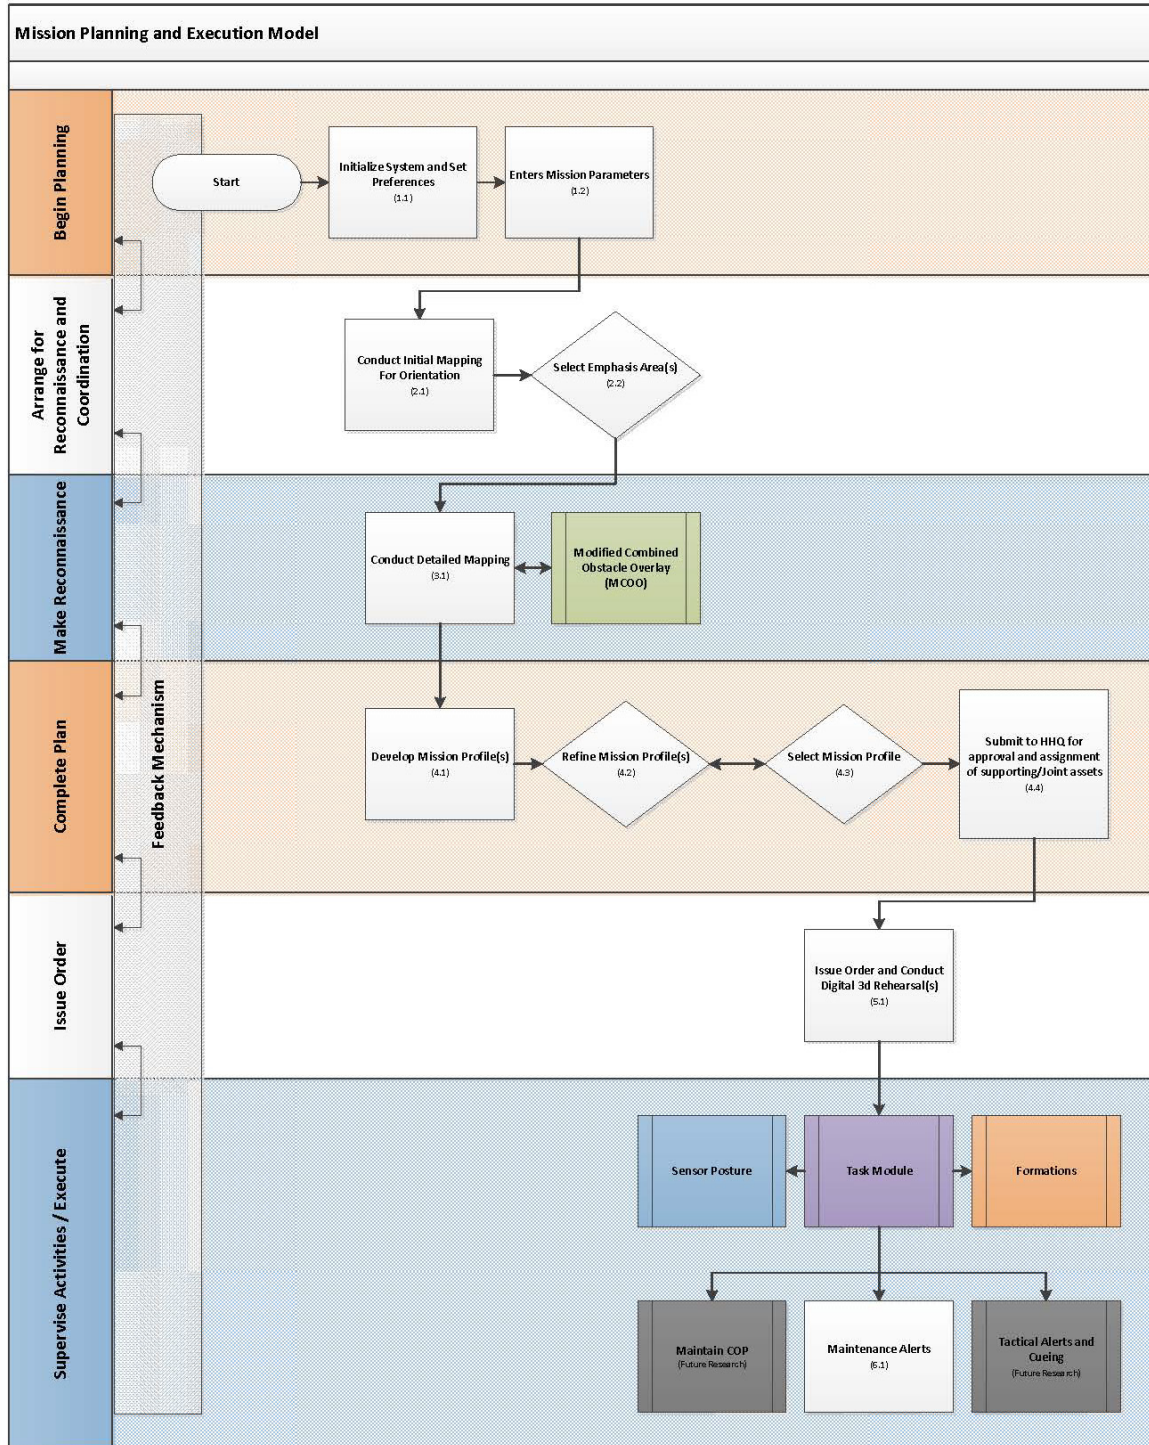 Mission Planning and Execution Model
Begin Planning
Start
Initialize System and Set
Preferences
(1.1)
Enters Mission Parameters
(1.2)
Arrange for
Reconnaissance and
Coordination
Conduct Initial Mapping
For Orientation
(2.1)
Select Emphasis Area(s)
(2.2)
Make Reconnaissance
Conduct Detailed Mapping
(3.1)
Modified Combined
Obstacle Overlay
(MCOO)
Feedback Mechanism
Complete Plan
Develop Mission Profile(s)
(4.1)
Refine Mission Profile(s)
(4.2)
Select Mission Profile
(4.3)
Submit to HHQ for
approval and assignment
of supporting/Joint assets
(4.4)
Issue Order
Issue Order and Conduct
Digital 3d Rehearsal(s)
(5.1)
Supervise Activities / Execute
Sensor Posture
Task Module
Formations
Maintain COP
(Future Research)
Maintenance Alerts
(6.1)
Tactical Alerts and
Cueing
(Future Research)